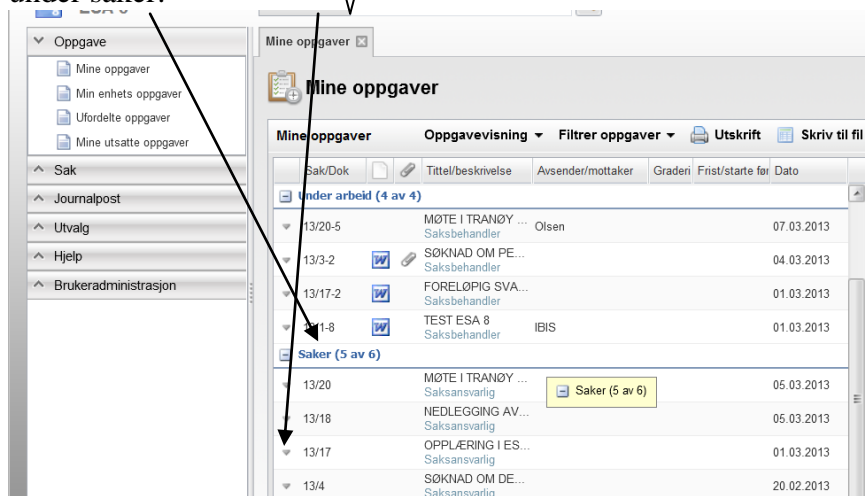 under saker.
ESA 8
Oppgave
Mine oppgaver
Min enhets oppgaver
Ufordelte oppgaver
Mine utsatte oppgaver
Sak
Journalpost
Utvalg
Hjelp
Brukeradministrasjon
Mine oppgaver
Mine oppgaver
Mine oppgaver Oppgavevisning Filtrer oppgaver Utskrift Skriv til fil
Sak/Dok Tittel/beskrivelse Avsender/mottaker Graderi Frist/starte før Dato
Under arbeid (4 av 4)
13/20-5 MØTE I TRANØY ... Olsen 07.03.2013
Saksbehandler
13/3-2 SØKNAD OM PE... 04.03.2013
Saksbehandler
13/17-2 FORELØPIG SVA... 01.03.2013
Saksbehandler
13/1-8 TEST ESA 8 IBIS 01.03.2013
Saksbehandler
Saker (5 av 6)
13/20 MØTE I TRANØY ... 05.03.2013
Saksansvarlig
Saker (5 av 6)
13/18 NEDLEGGING AV... 05.03.2013
Saksansvarlig
13/17 OPPLÆRING I ES... 01.03.2013
Saksansvarlig
13/4 SØKNAD OM DE... 20.02.2013
Saksansvarlig